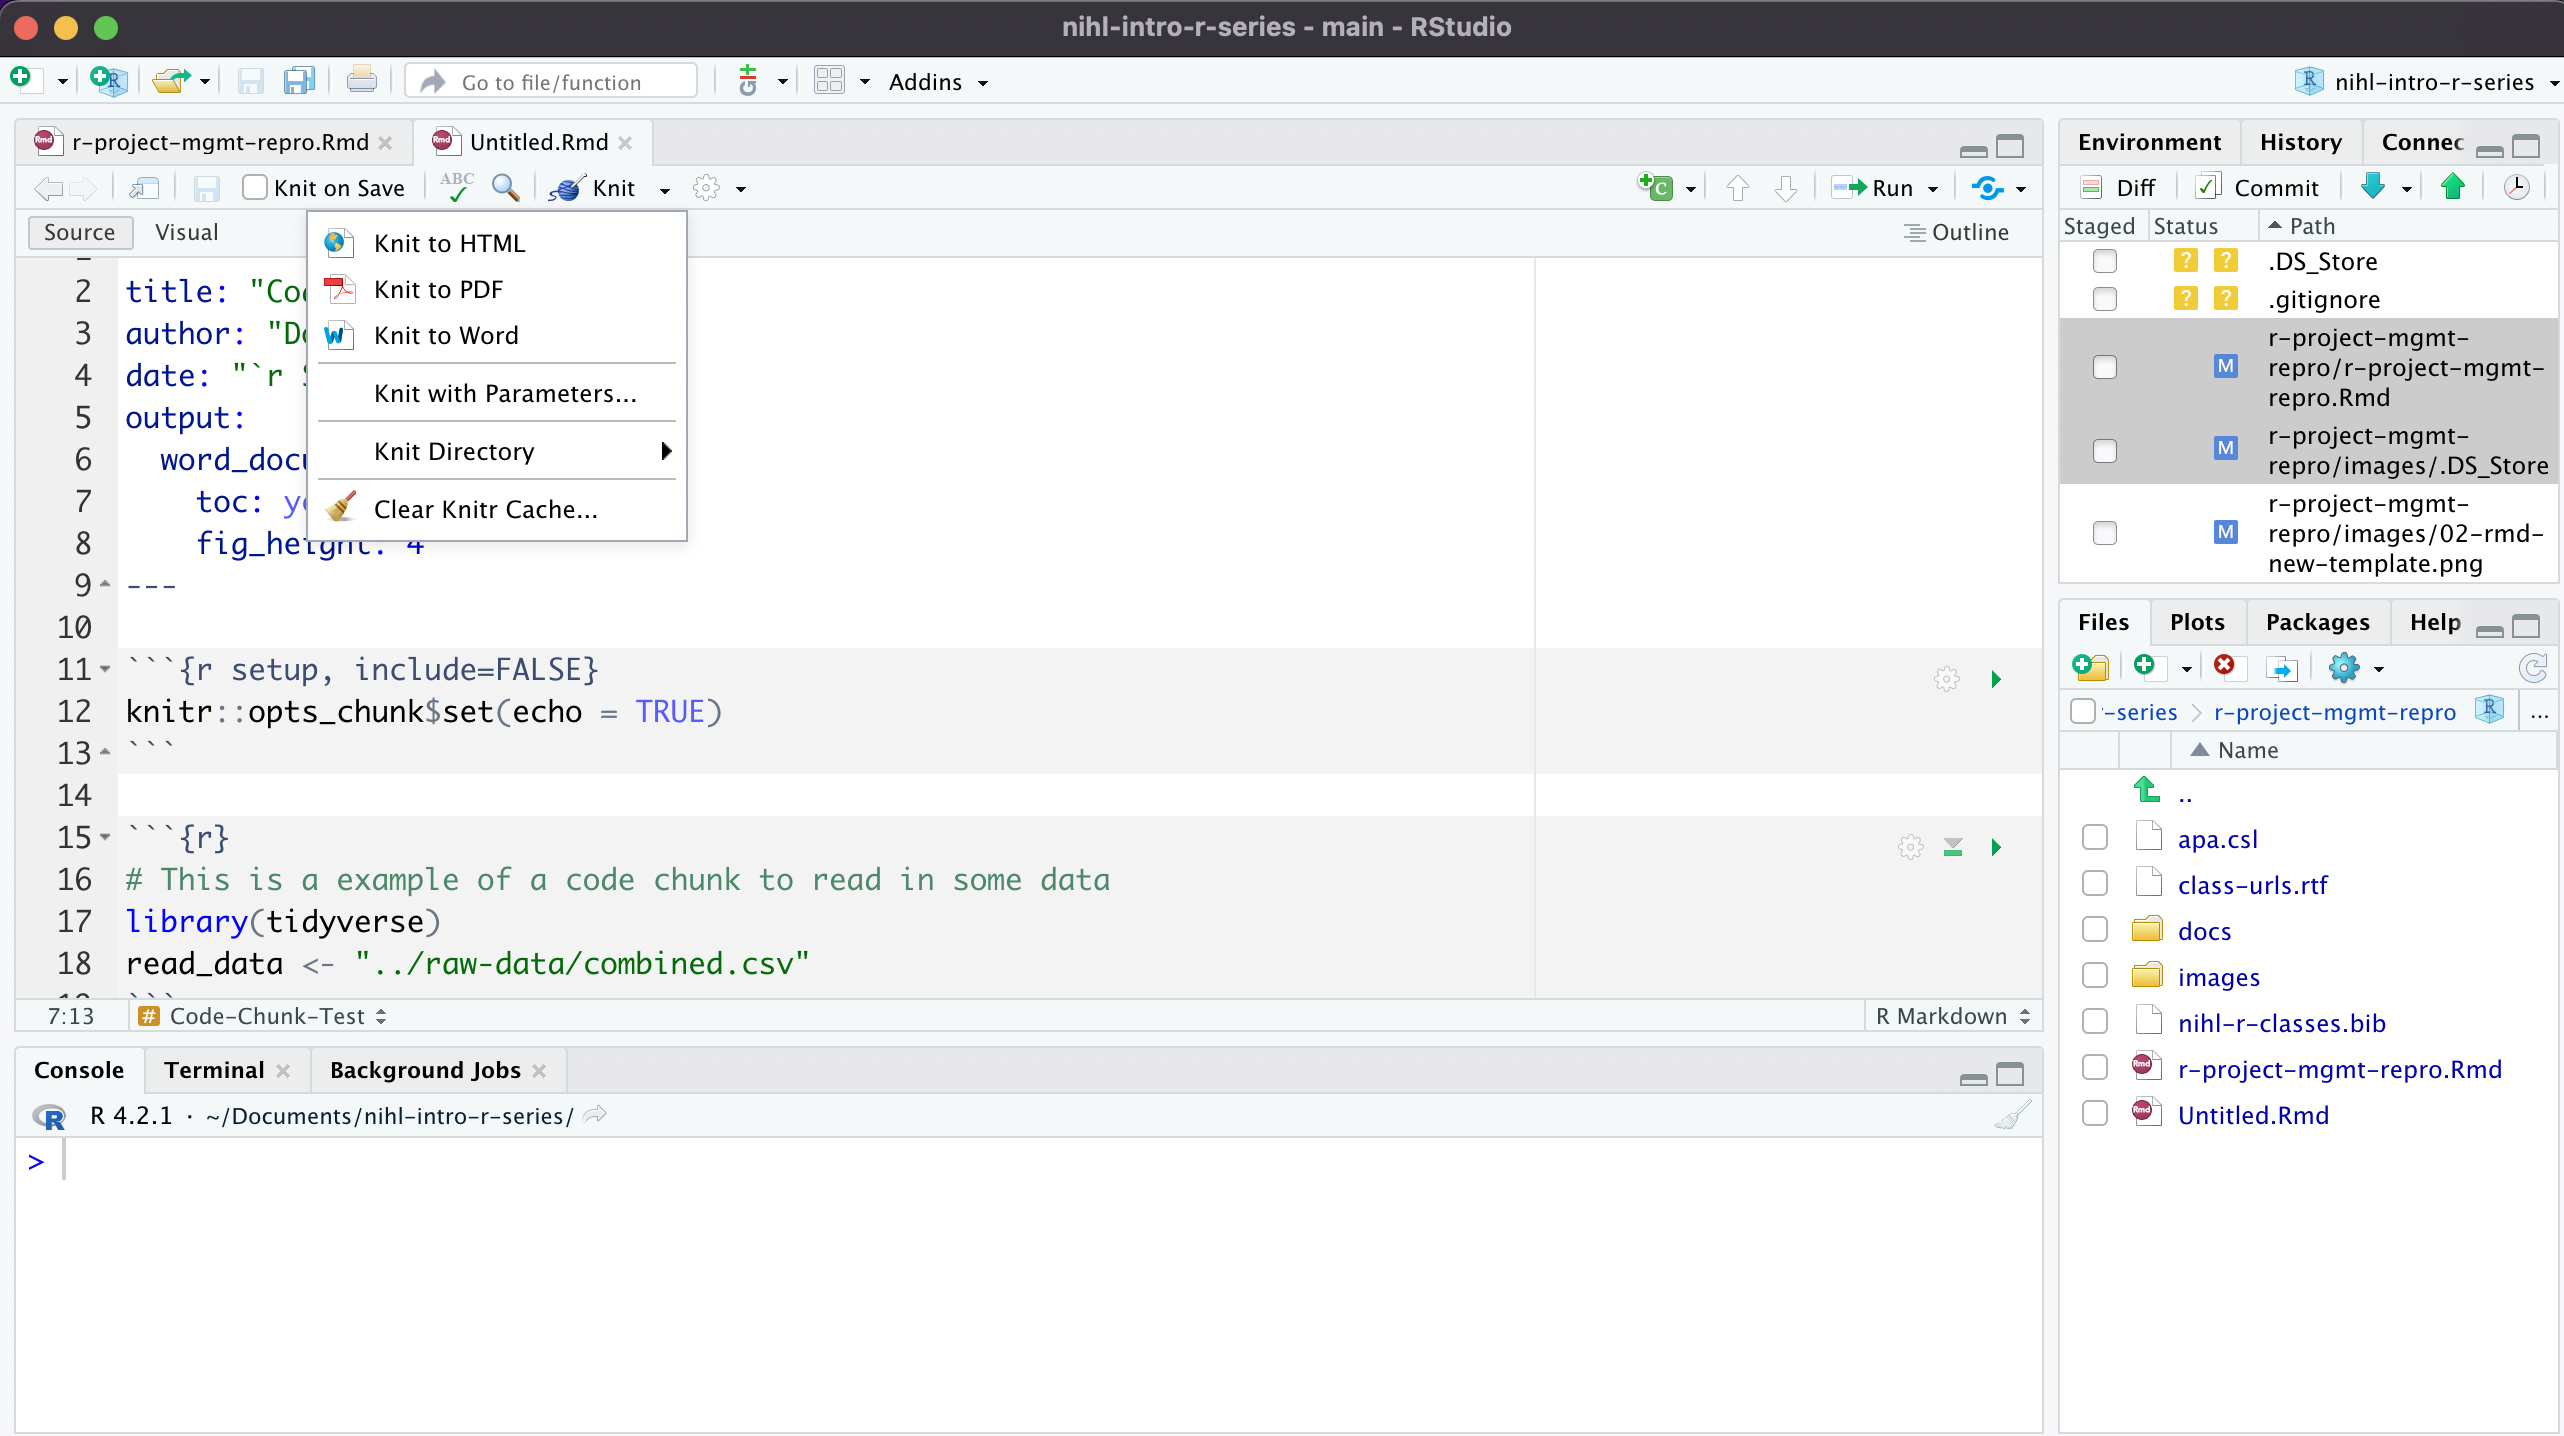 nihl-intro-r-series - main - RStudio
Go to file/function
Addins
nihl-intro-r-series
r-project-mgmt-repro.Rmd
Untitled.Rmd
Knit on Save
ABC
Knit
Run
Source
Visual
Outline
Knit to HTML
Knit to PDF
Knit to Word
Knit with Parameters...
Knit Directory
Clear Knitr Cache...
2 title: "Co
3 author: "D
4 date: "`r
5 output:
6 word_doc
7 toc: y
8 fig_height: 4
9 ---
10
11 ```{r setup, include=FALSE}
12 knitr::opts_chunk$set(echo = TRUE)
13 ```
14
15 ```{r}
16 # This is a example of a code chunk to read in some data
17 library(tidyverse)
18 read_data <- "../raw-data/combined.csv"
7:13
# Code-Chunk-Test
R Markdown
Console
Terminal
Background Jobs
R 4.2.1 · ~/Documents/nihl-intro-r-series/
>
Environment
History
Connec
Diff
Commit
Staged
Status
Path
? ? .DS_Store
? ? .gitignore
M r-project-mgmt-
repro/r-project-mgmt-
repro.Rmd
M r-project-mgmt-
repro/images/.DS_Store
M r-project-mgmt-
repro/images/02-rmd-
new-template.png
Files
Plots
Packages
Help
-series
r-project-mgmt-repro
...
Name
..
apa.csl
class-urls.rtf
docs
images
nihl-r-classes.bib
r-project-mgmt-repro.Rmd
Untitled.Rmd